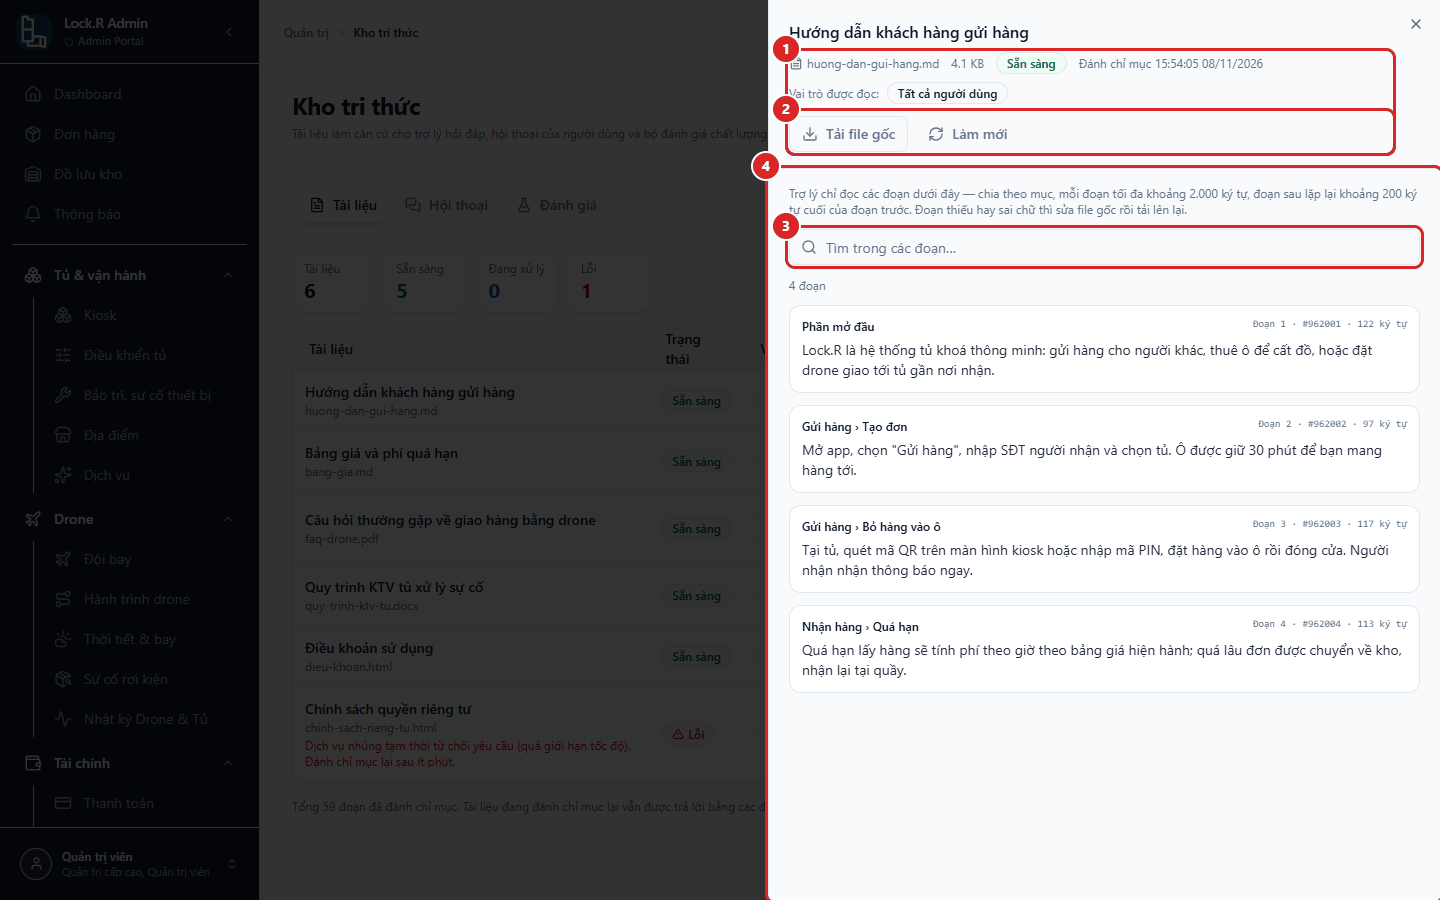 Lock.R Admin
Admin Portal
Dashboard
Đơn hàng
Đồ lưu kho
Thông báo
Tủ & vận hành
Kiosk
Điều khiển tủ
Bảo trì, sự cố thiết bị
Địa điểm
Dịch vụ
Drone
Đội bay
Hành trình drone
Thời tiết & bay
Sự cố rơi kiện
Nhật ký Drone & Tủ
Tài chính
Thanh toán
Quản trị viên
Quản trị cấp cao, Quản trị viên
Quản trị > Kho tri thức
Kho tri thức
Tài liệu làm căn cứ cho trợ lý hỏi đáp, hội thoại của người dùng và bộ đánh giá chất lượng
Tài liệu Hội thoại Đánh giá
Tài liệu Sẵn sàng Đang xử lý Lỗi
6 5 0 1
Tài liệu Trạng thái
Hướng dẫn khách hàng gửi hàng
huong-dan-gui-hang.md
Sẵn sàng
Bảng giá và phí quá hạn
bang-gia.md
Sẵn sàng
Câu hỏi thường gặp về giao hàng bằng drone
faq-drone.pdf
Sẵn sàng
Quy trình KTV tủ xử lý sự cố
quy-trinh-ktv-tu.docx
Sẵn sàng
Điều khoản sử dụng
dieu-khoan.html
Sẵn sàng
Chính sách quyền riêng tư
chinh-sach-rieng-tu.html
Dịch vụ nhúng tạm thời từ chối yêu cầu (quá giới hạn tốc độ).
Đánh chỉ mục lại sau ít phút.
Lỗi
Tổng 59 đoạn đã đánh chỉ mục. Tài liệu đang đánh chỉ mục lại vẫn được trả lời bằng các
Hướng dẫn khách hàng gửi hàng
1
huong-dan-gui-hang.md 4.1 KB Sẵn sàng Đánh chỉ mục 15:54:05 08/11/2026
Vai trò được đọc: Tất cả người dùng
2
Tải file gốc Làm mới
4
Trợ lý chỉ đọc các đoạn dưới đây — chia theo mục, mỗi đoạn tối đa khoảng 2.000 ký tự, đoạn sau lặp lại khoảng 200 ký
tự cuối của đoạn trước. Đoạn thiếu hay sai chữ thì sửa file gốc rồi tải lên lại.
3
Tìm trong các đoạn...
4 đoạn
Phần mở đầu Đoạn 1 · #962001 · 122 ký tự
Lock.R là hệ thống tủ khoá thông minh: gửi hàng cho người khác, thuê ô để cất đồ, hoặc đặt
drone giao tới tủ gần nơi nhận.
Gửi hàng › Tạo đơn Đoạn 2 · #962002 · 97 ký tự
Mở app, chọn "Gửi hàng", nhập SĐT người nhận và chọn tủ. Ô được giữ 30 phút để bạn mang
hàng tới.
Gửi hàng › Bỏ hàng vào ô Đoạn 3 · #962003 · 117 ký tự
Tại tủ, quét mã QR trên màn hình kiosk hoặc nhập mã PIN, đặt hàng vào ô rồi đóng cửa. Người
nhận nhận thông báo ngay.
Nhận hàng › Quá hạn Đoạn 4 · #962004 · 113 ký tự
Quá hạn lấy hàng sẽ tính phí theo giờ theo bảng giá hiện hành; quá lâu đơn được chuyển về kho,
nhận lại tại quầy.